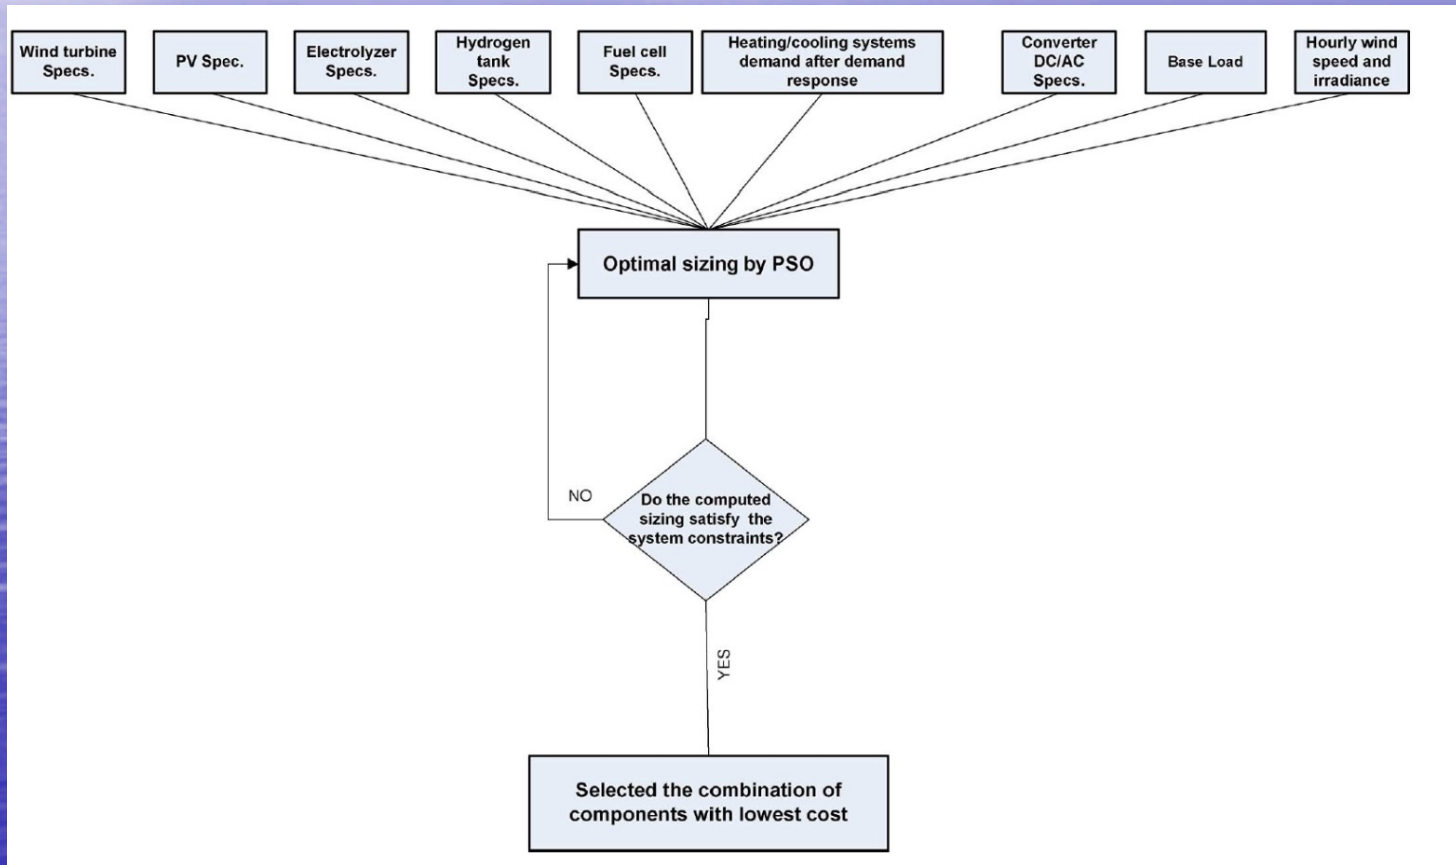 Wind turbine
Specs.
PV Spec.
Electrolyzer
Specs.
Hydrogen
tank
Specs.
Fuel cell
Specs.
Heating/cooling systems
demand after demand
response
Converter
DC/AC
Specs.
Base Load
Hourly wind
speed and
irradiance
Optimal sizing by PSO
NO
Do the computed
sizing satisfy the
system constraints?
YES
Selected the combination of
components with lowest cost